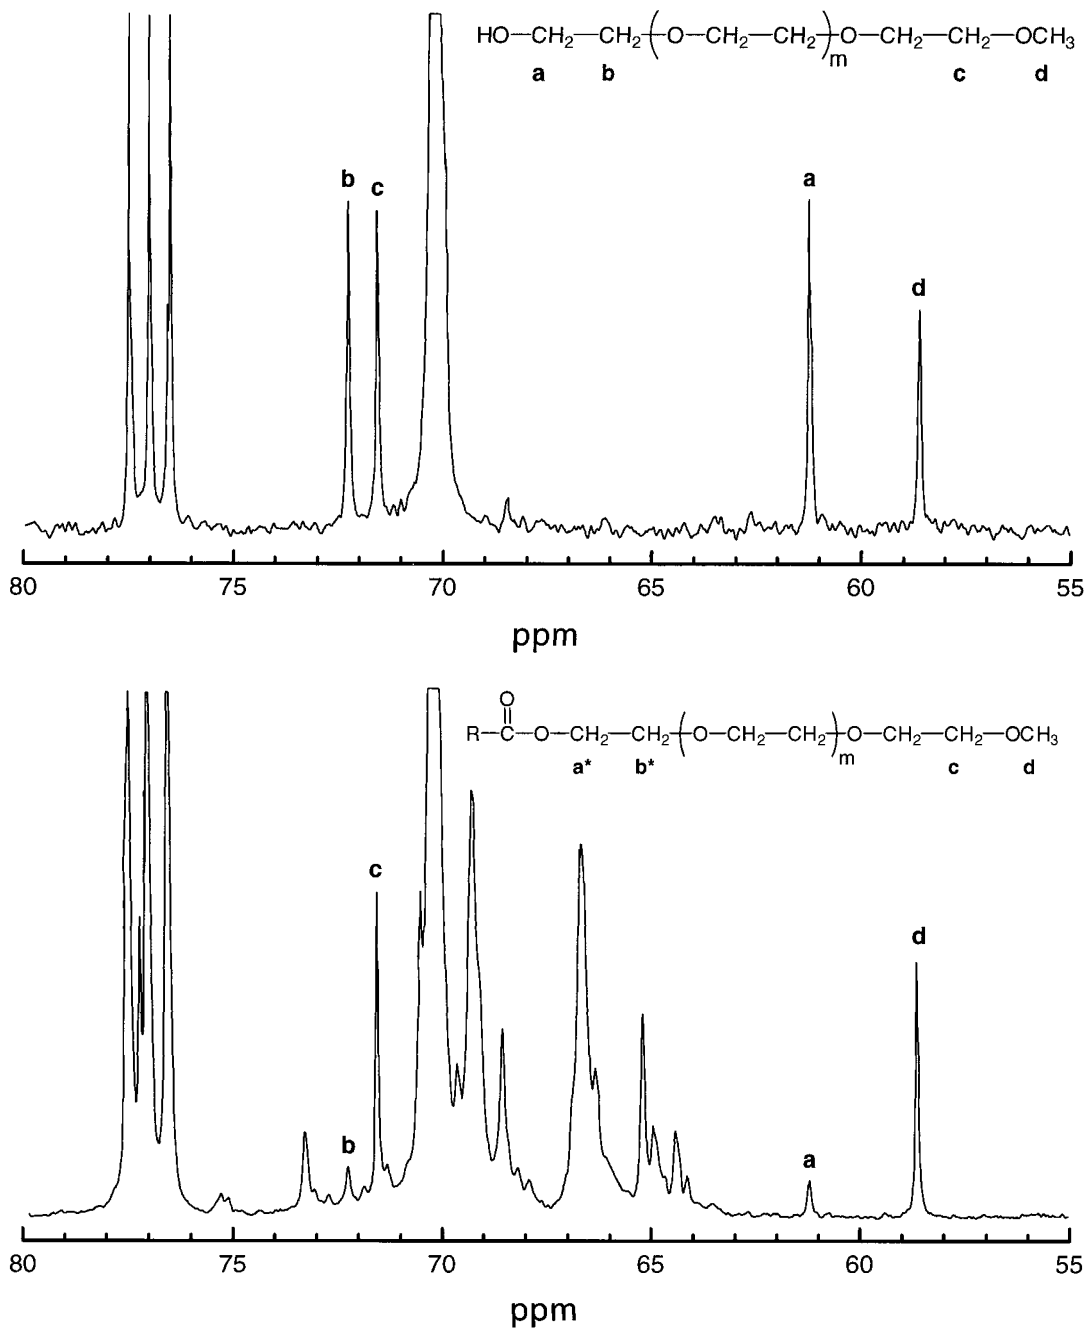 HO—CH₂—CH₂—(O—CH₂—CH₂)ₘ—O—CH₂—CH₂—OCH₃
a b c d
b c a d
80 75 70 65 60 55
ppm
O
R—C—O—CH₂—CH₂—(O—CH₂—CH₂)ₘ—O—CH₂—CH₂—OCH₃
a* b* c d
c d
b a
80 75 70 65 60 55
ppm